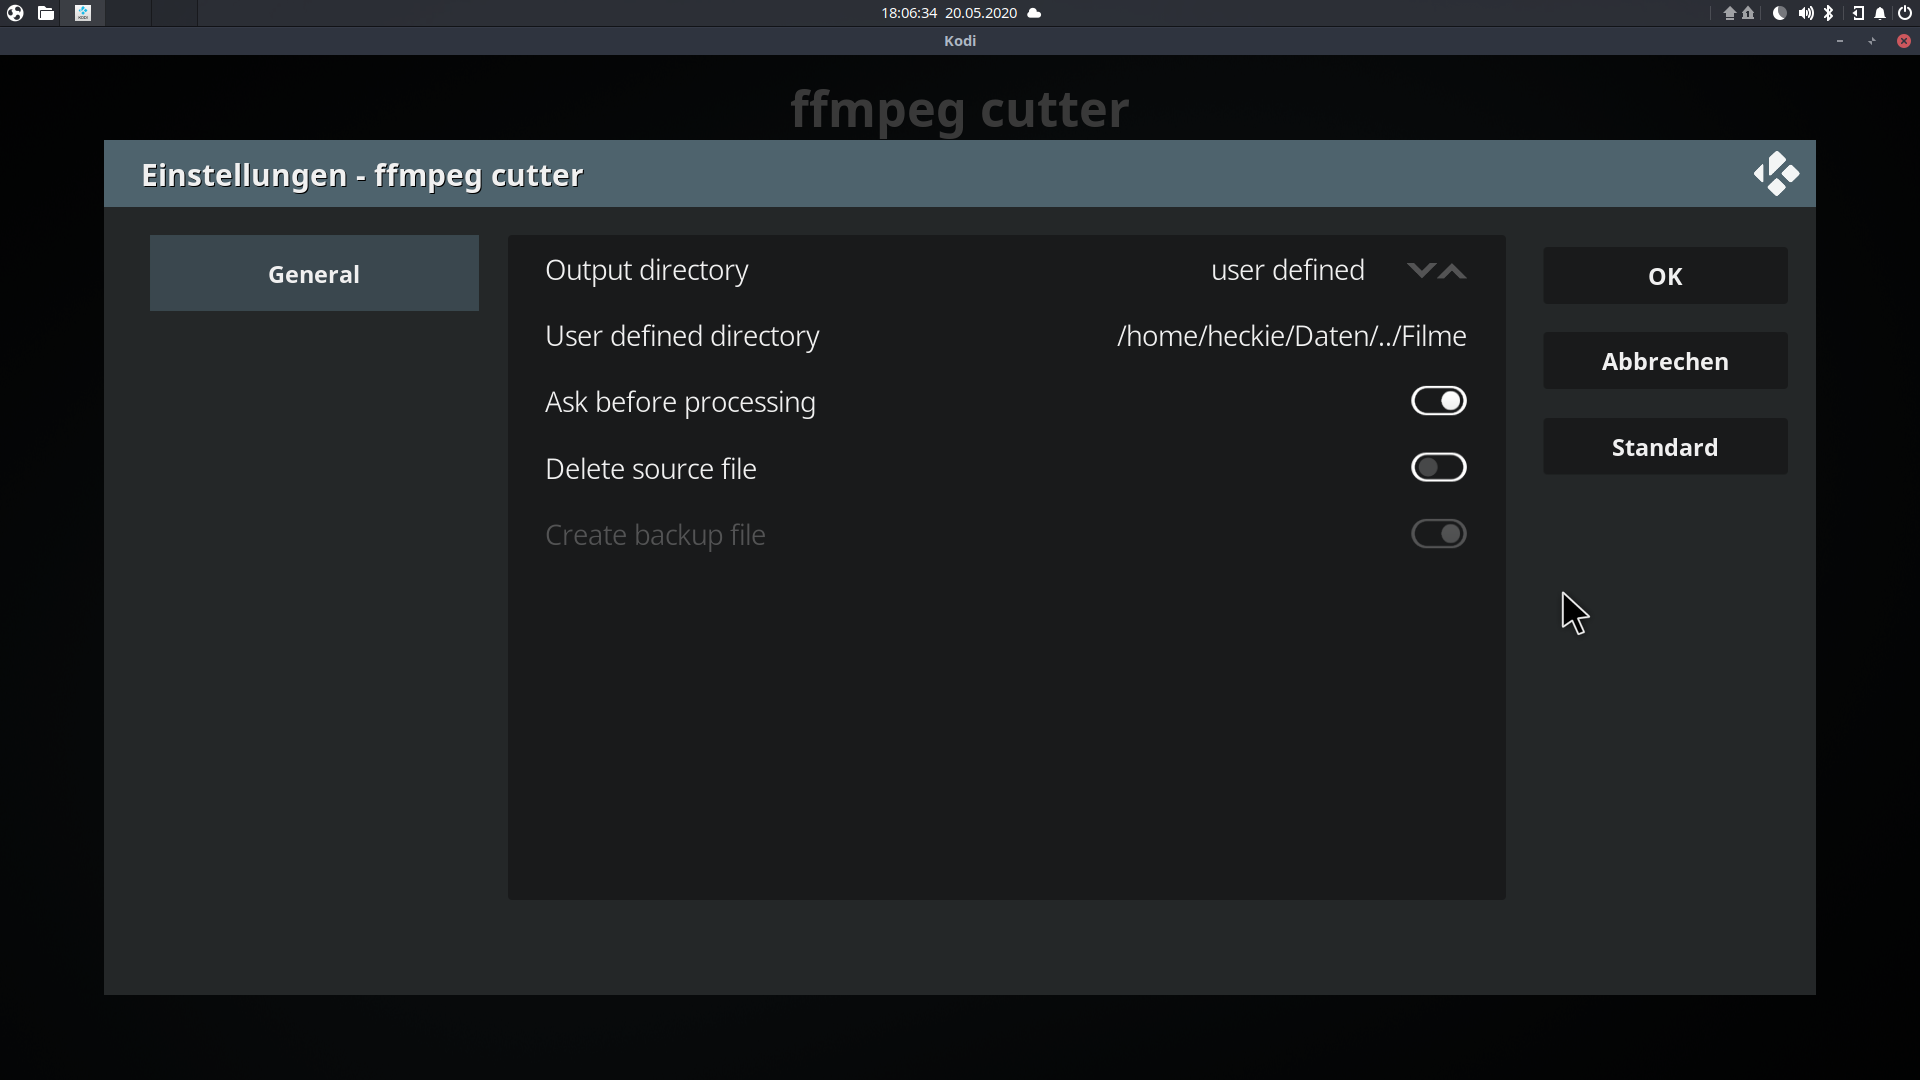 18:06:34 20.05.2020
Kodi
ffmpeg cutter
Einstellungen - ffmpeg cutter
General
Output directory user defined
User defined directory /home/heckie/Daten/../Filme
Ask before processing
Delete source file
Create backup file
OK
Abbrechen
Standard